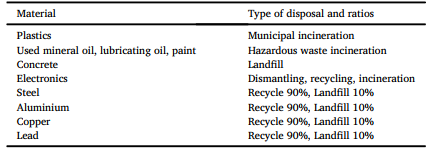 Material Type of disposal and ratios
Plastics Municipal incineration
Used mineral oil, lubricating oil, paint Hazardous waste incineration
Concrete Landfill
Electronics Dismantling, recycling, incineration
Steel Recycle 90%, Landfill 10%
Aluminium Recycle 90%, Landfill 10%
Copper Recycle 90%, Landfill 10%
Lead Recycle 90%, Landfill 10%